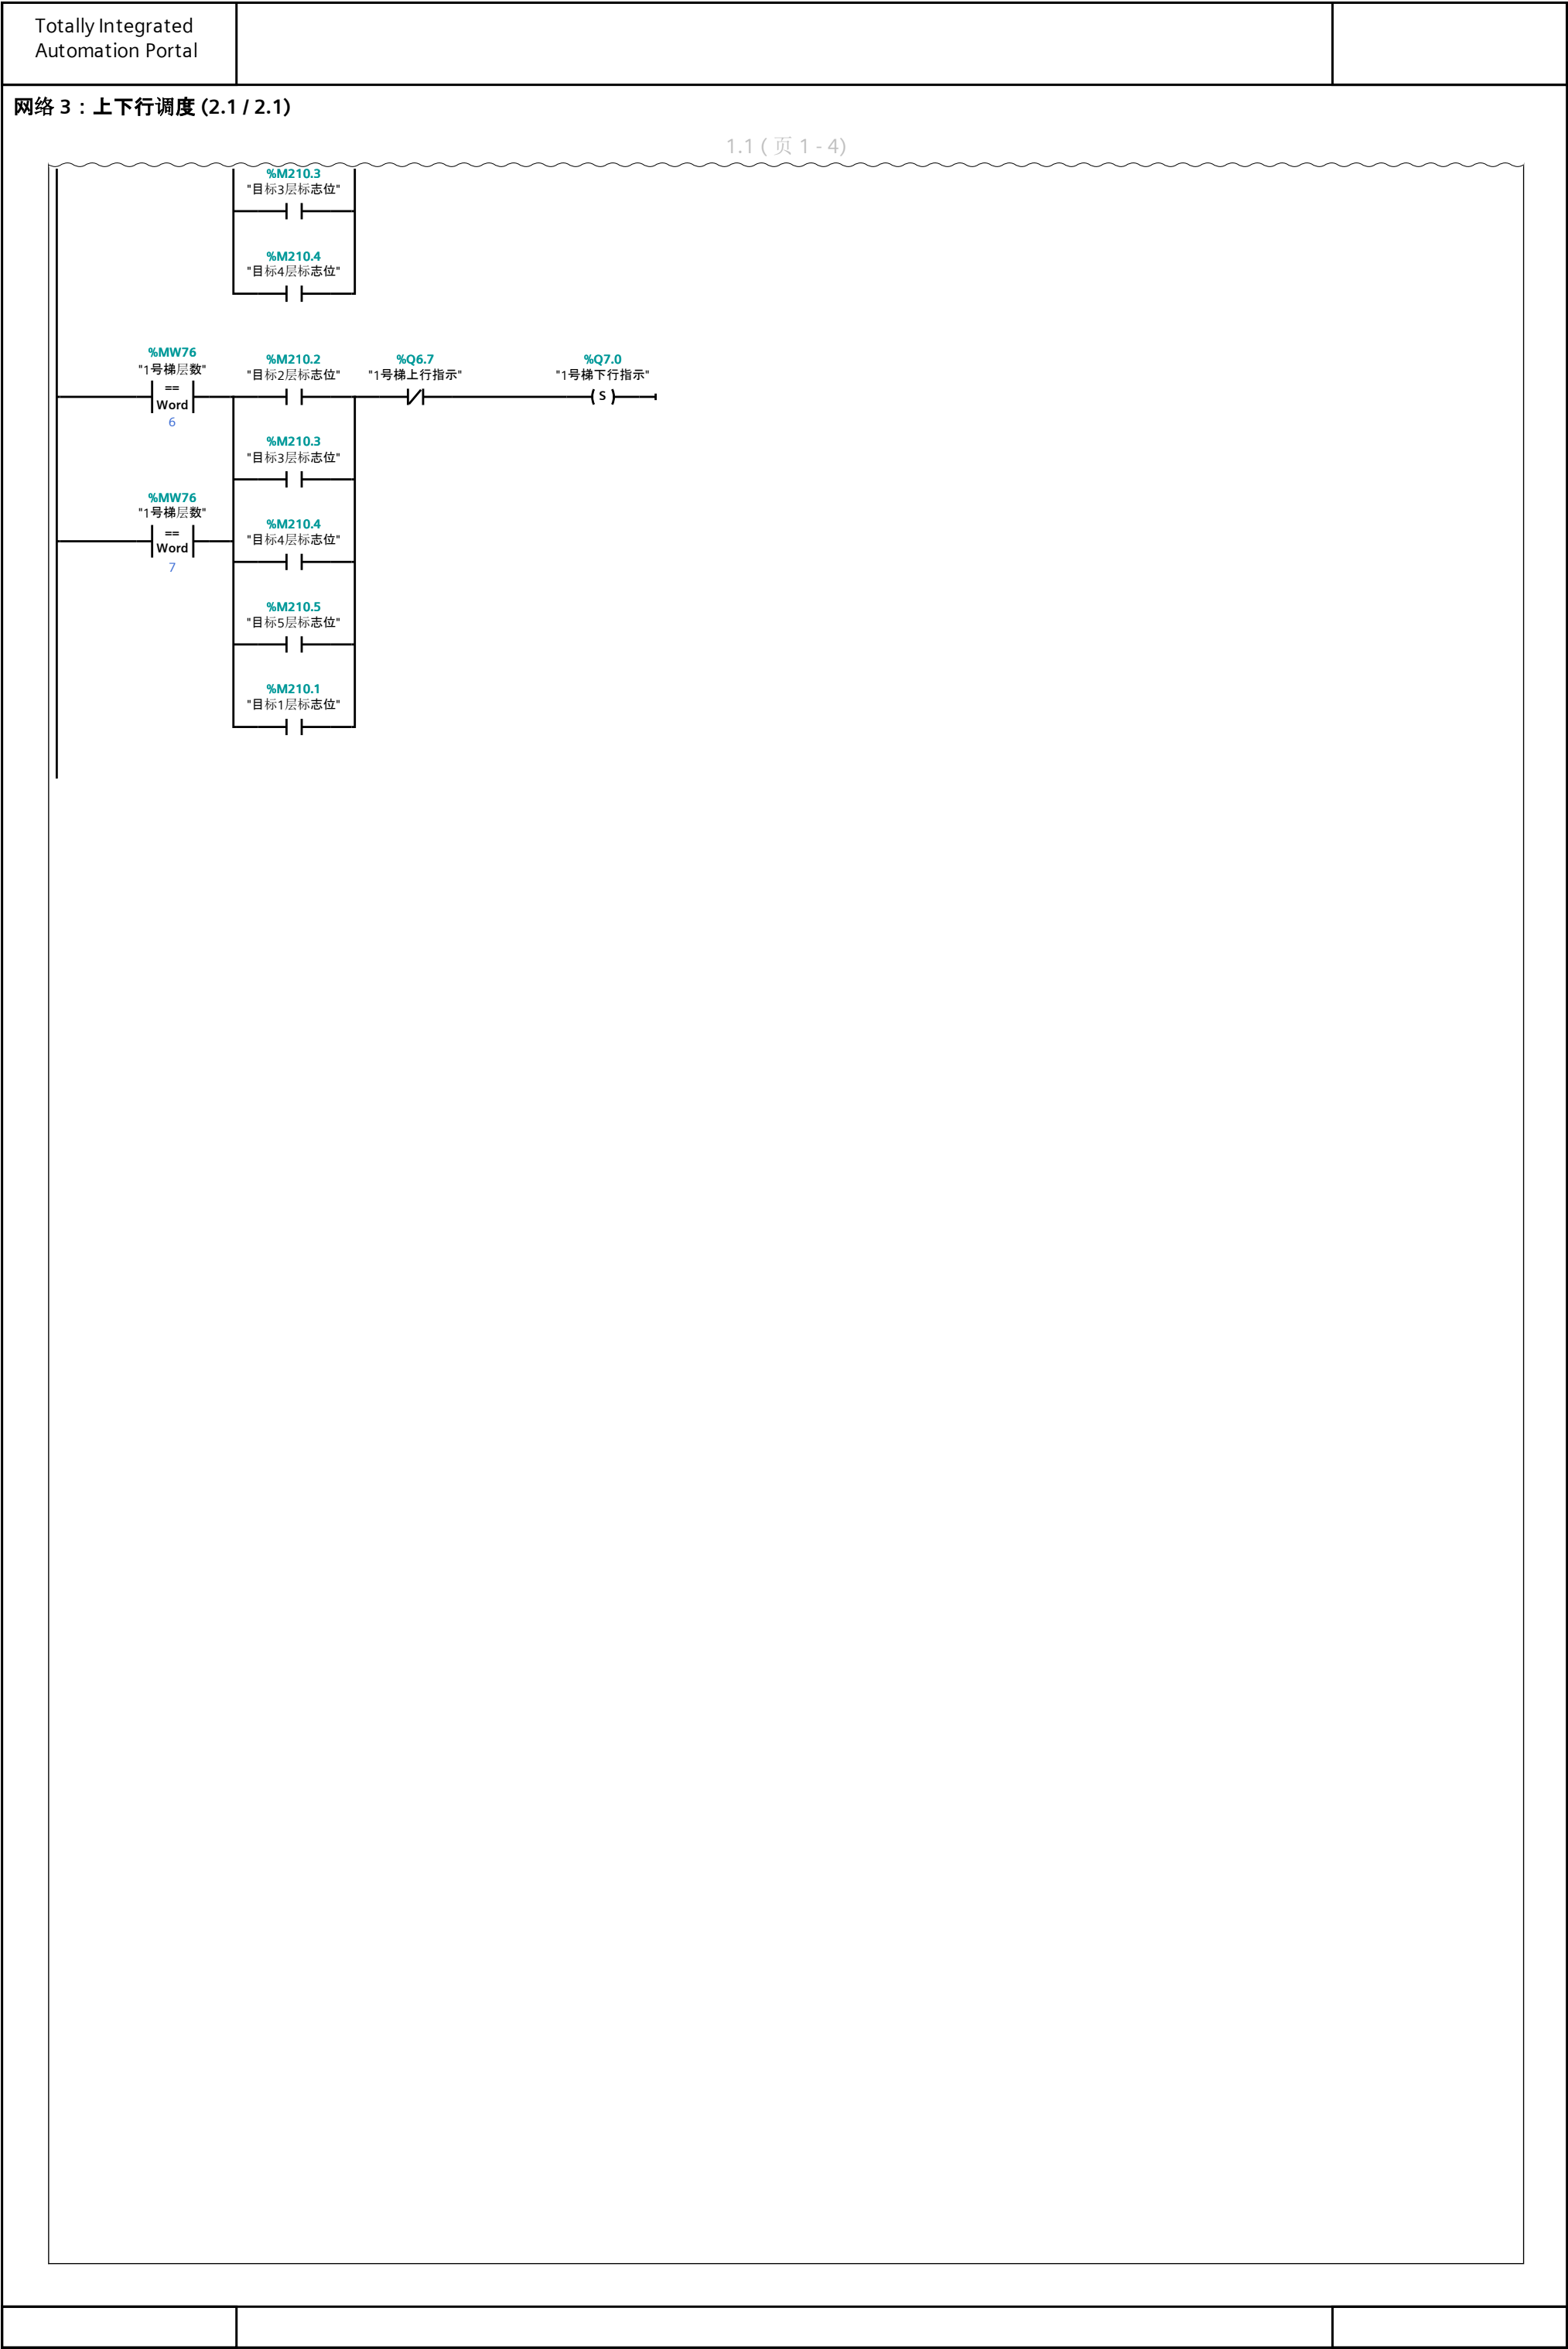 Totally Integrated
Automation Portal
网络 3：上下行调度 (2.1 / 2.1)
1.1 ( 页 1 - 4)
%M210.3
"目标3层标志位"
%M210.4
"目标4层标志位"
%MW76
"1号梯层数"
==
Word
6
%M210.2
"目标2层标志位"
%Q6.7
"1号梯上行指示"
%Q7.0
"1号梯下行指示"
S
%M210.3
"目标3层标志位"
%MW76
"1号梯层数"
==
Word
7
%M210.4
"目标4层标志位"
%M210.5
"目标5层标志位"
%M210.1
"目标1层标志位"